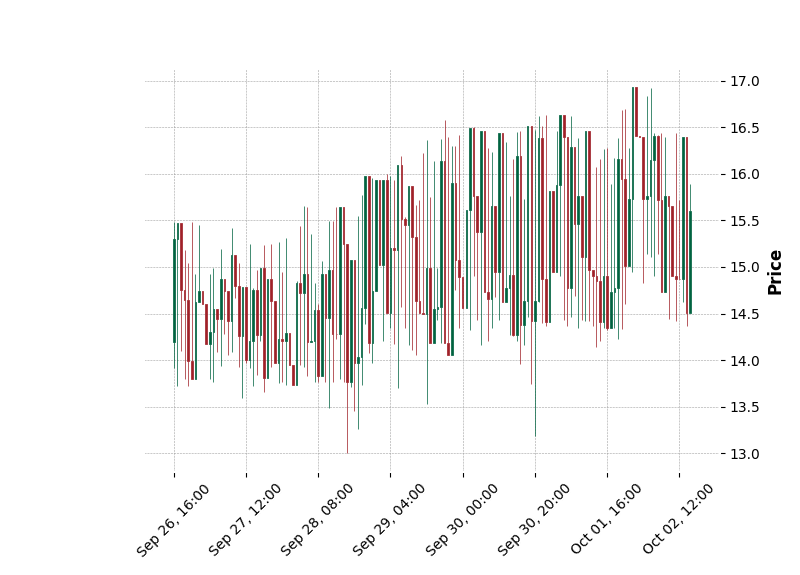 17.0
16.5
16.0
15.5
15.0
14.5
14.0
13.5
13.0
Price
Sep 26, 16:00
Sep 27, 12:00
Sep 28, 08:00
Sep 29, 04:00
Sep 30, 00:00
Sep 30, 20:00
Oct 01, 16:00
Oct 02, 12:00